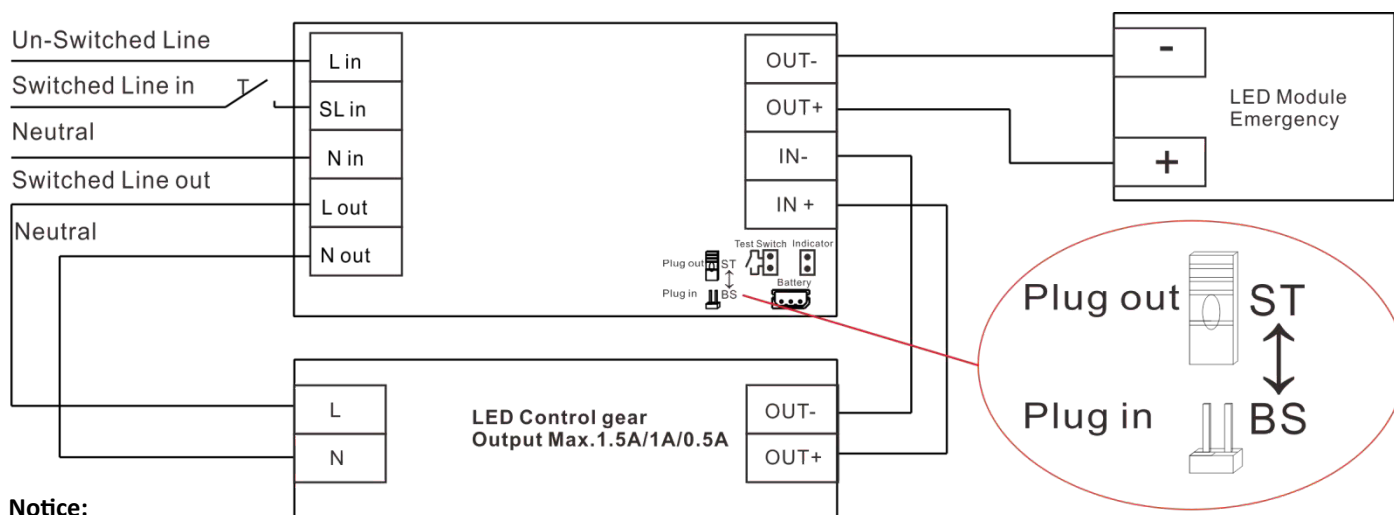 Un-Switched Line
Switched Line in
Neutral
Switched Line out
Neutral
L in
SL in
N in
L out
N out
OUT-
OUT+
IN-
IN +
Test Switch Indicator
Plug out ST
Plug in BS
Battery
-
+
LED Module
Emergency
Plug out ST
Plug in BS
L
N
LED Control gear
Output Max.1.5A/1A/0.5A
OUT-
OUT+
Notice: